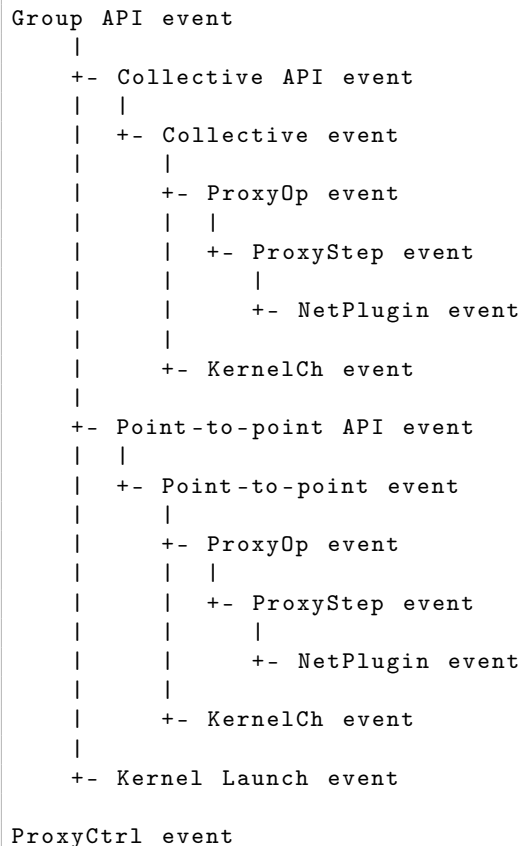 Group API event
    |
    +- Collective API event
    |  |
    |  +- Collective event
    |     |
    |     +- ProxyOp event
    |     |  |
    |     |  +- ProxyStep event
    |     |     |
    |     |     +- NetPlugin event
    |     |
    |     +- KernelCh event
    |
    +- Point-to-point API event
    |  |
    |  +- Point-to-point event
    |     |
    |     +- ProxyOp event
    |     |  |
    |     |  +- ProxyStep event
    |     |     |
    |     |     +- NetPlugin event
    |     |
    |     +- KernelCh event
    |
    +- Kernel Launch event

ProxyCtrl event